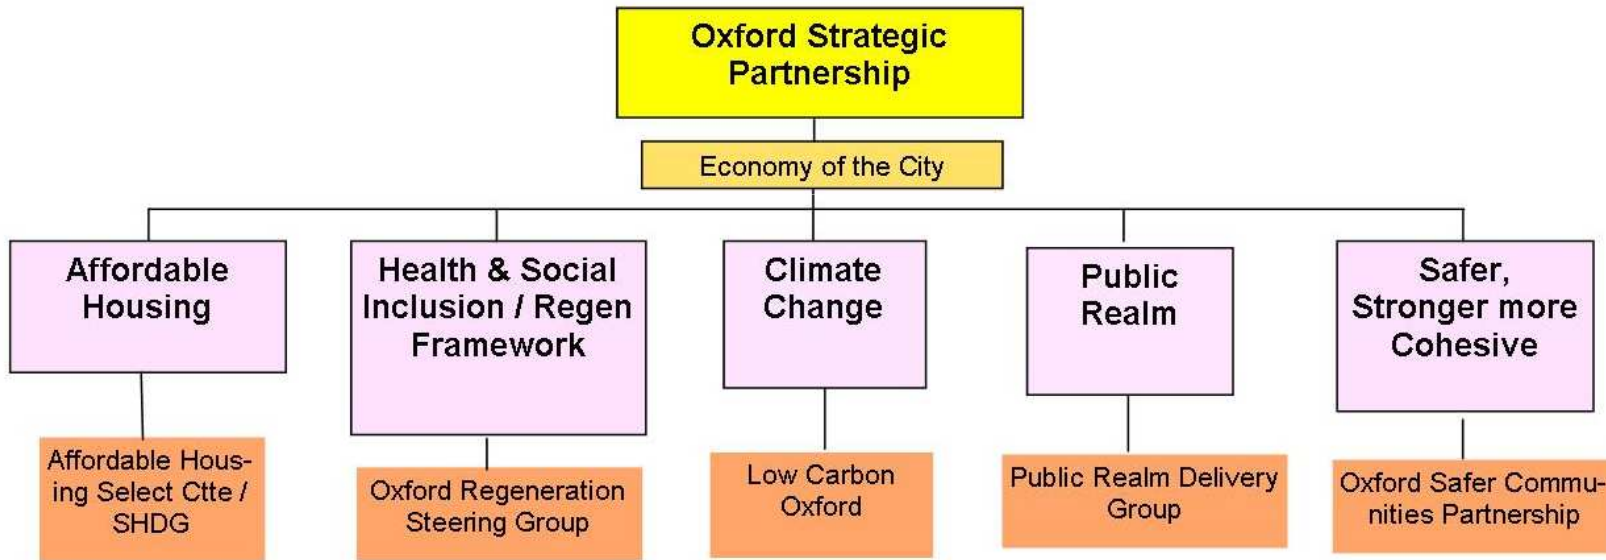 Oxford Strategic
Partnership
Economy of the City
Affordable
Housing
Health & Social
Inclusion / Regen
Framework
Climate
Change
Public
Realm
Safer,
Stronger more
Cohesive
Affordable Hous-
ing Select Ctte /
SHDG
Oxford Regeneration
Steering Group
Low Carbon
Oxford
Public Realm Delivery
Group
Oxford Safer Commu-
nities Partnership